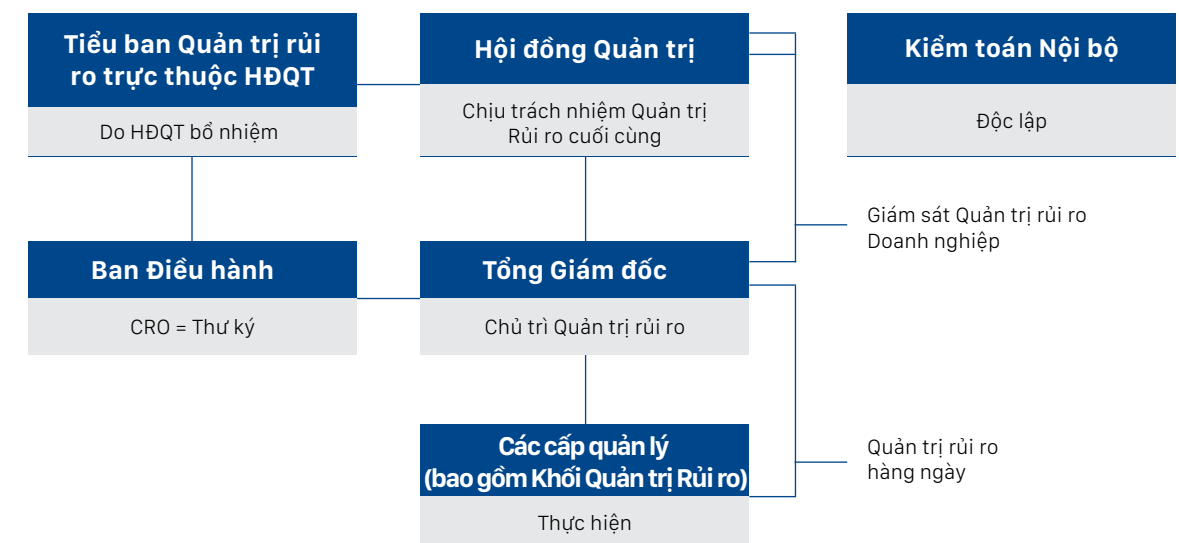 Tiểu ban Quản trị rủi
ro trực thuộc HĐQT
Do HĐQT bổ nhiệm
Hội đồng Quản trị
Chịu trách nhiệm Quản trị
Rủi ro cuối cùng
Kiểm toán Nội bộ
Độc lập
Giám sát Quản trị rủi ro
Doanh nghiệp
Ban Điều hành
CRO = Thư ký
Tổng Giám đốc
Chủ trì Quản trị rủi ro
Các cấp quản lý
(bao gồm Khối Quản trị Rủi ro)
Thực hiện
Quản trị rủi ro
hàng ngày